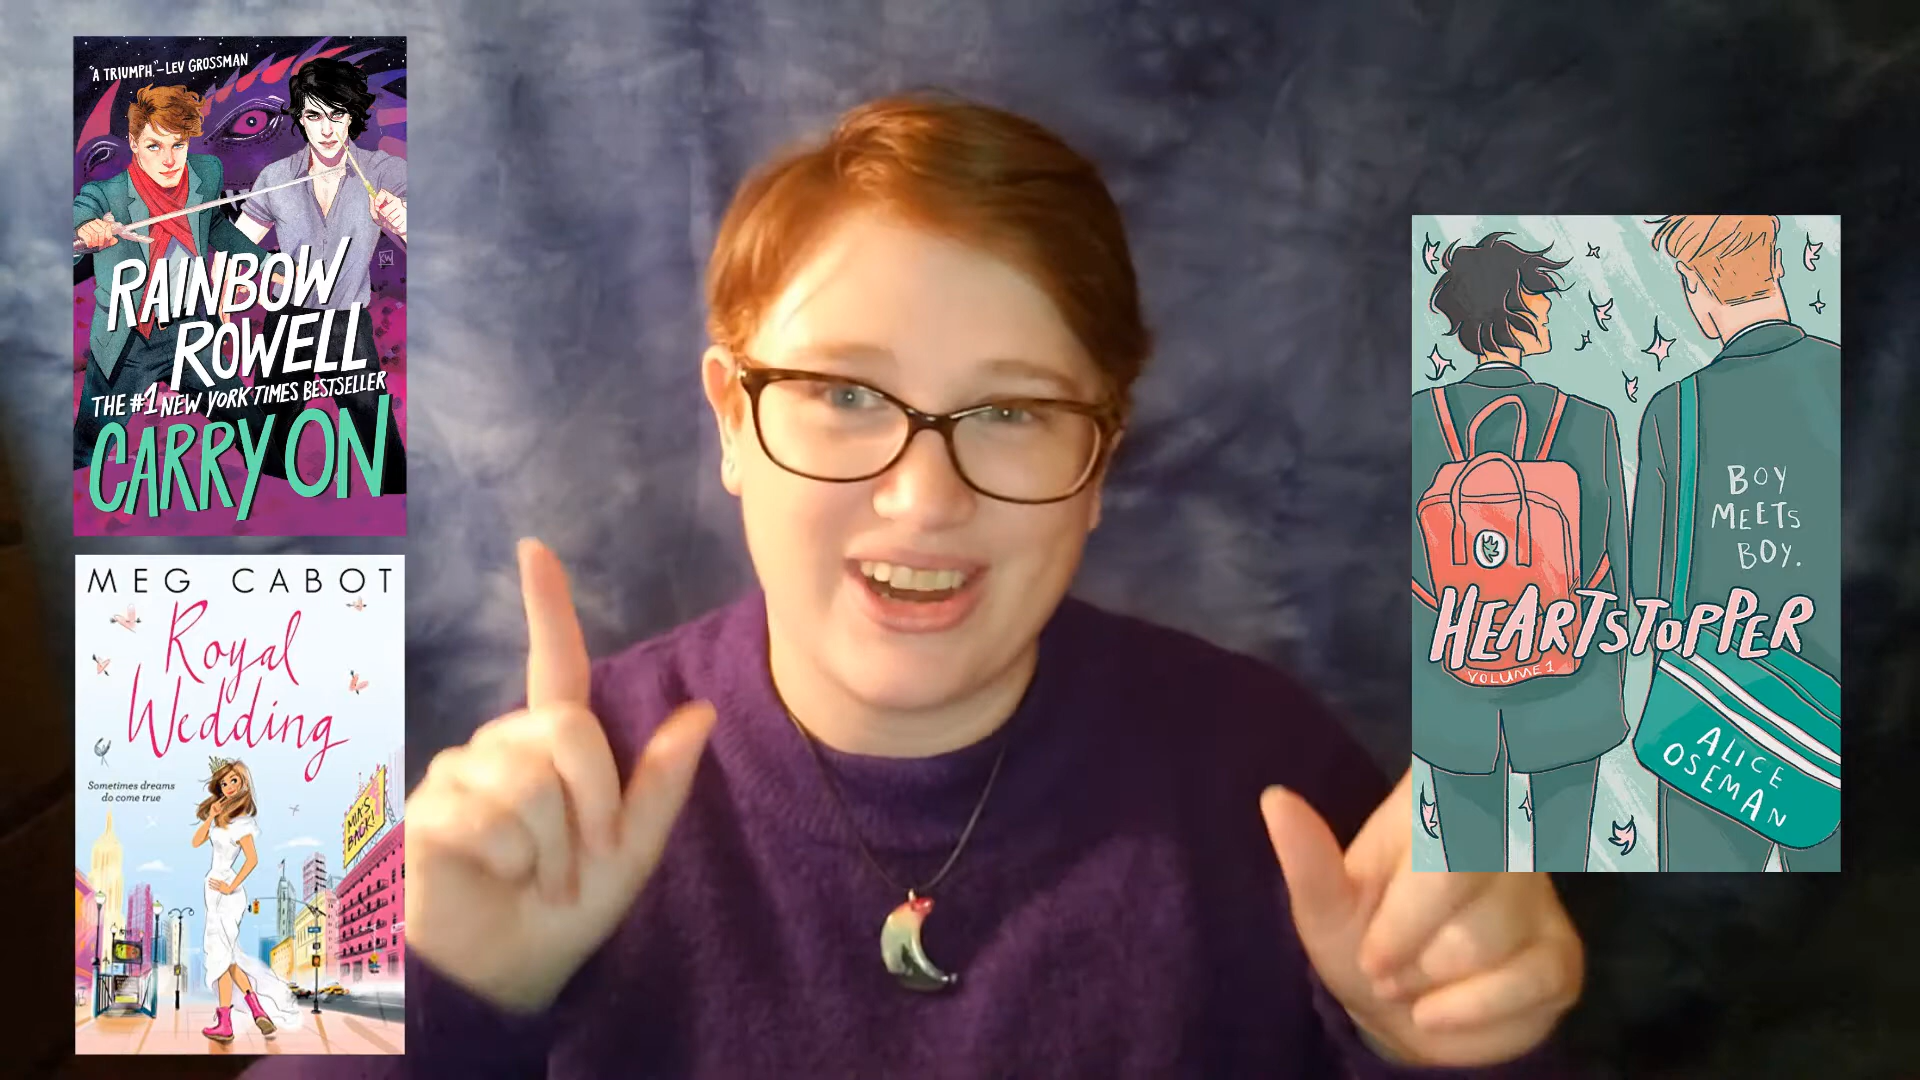 "A TRIUMPH."–LEV GROSSMAN
RAINBOW
ROWELL
THE #1 NEW YORK TIMES BESTSELLER
CARRY ON
MEG CABOT
Royal
Wedding
Sometimes dreams
do come true
MIA'S
BACK!
BOY
MEETS
BOY.
HEARTSTOPPER
VOLUME 1
ALICE
OSEMAN